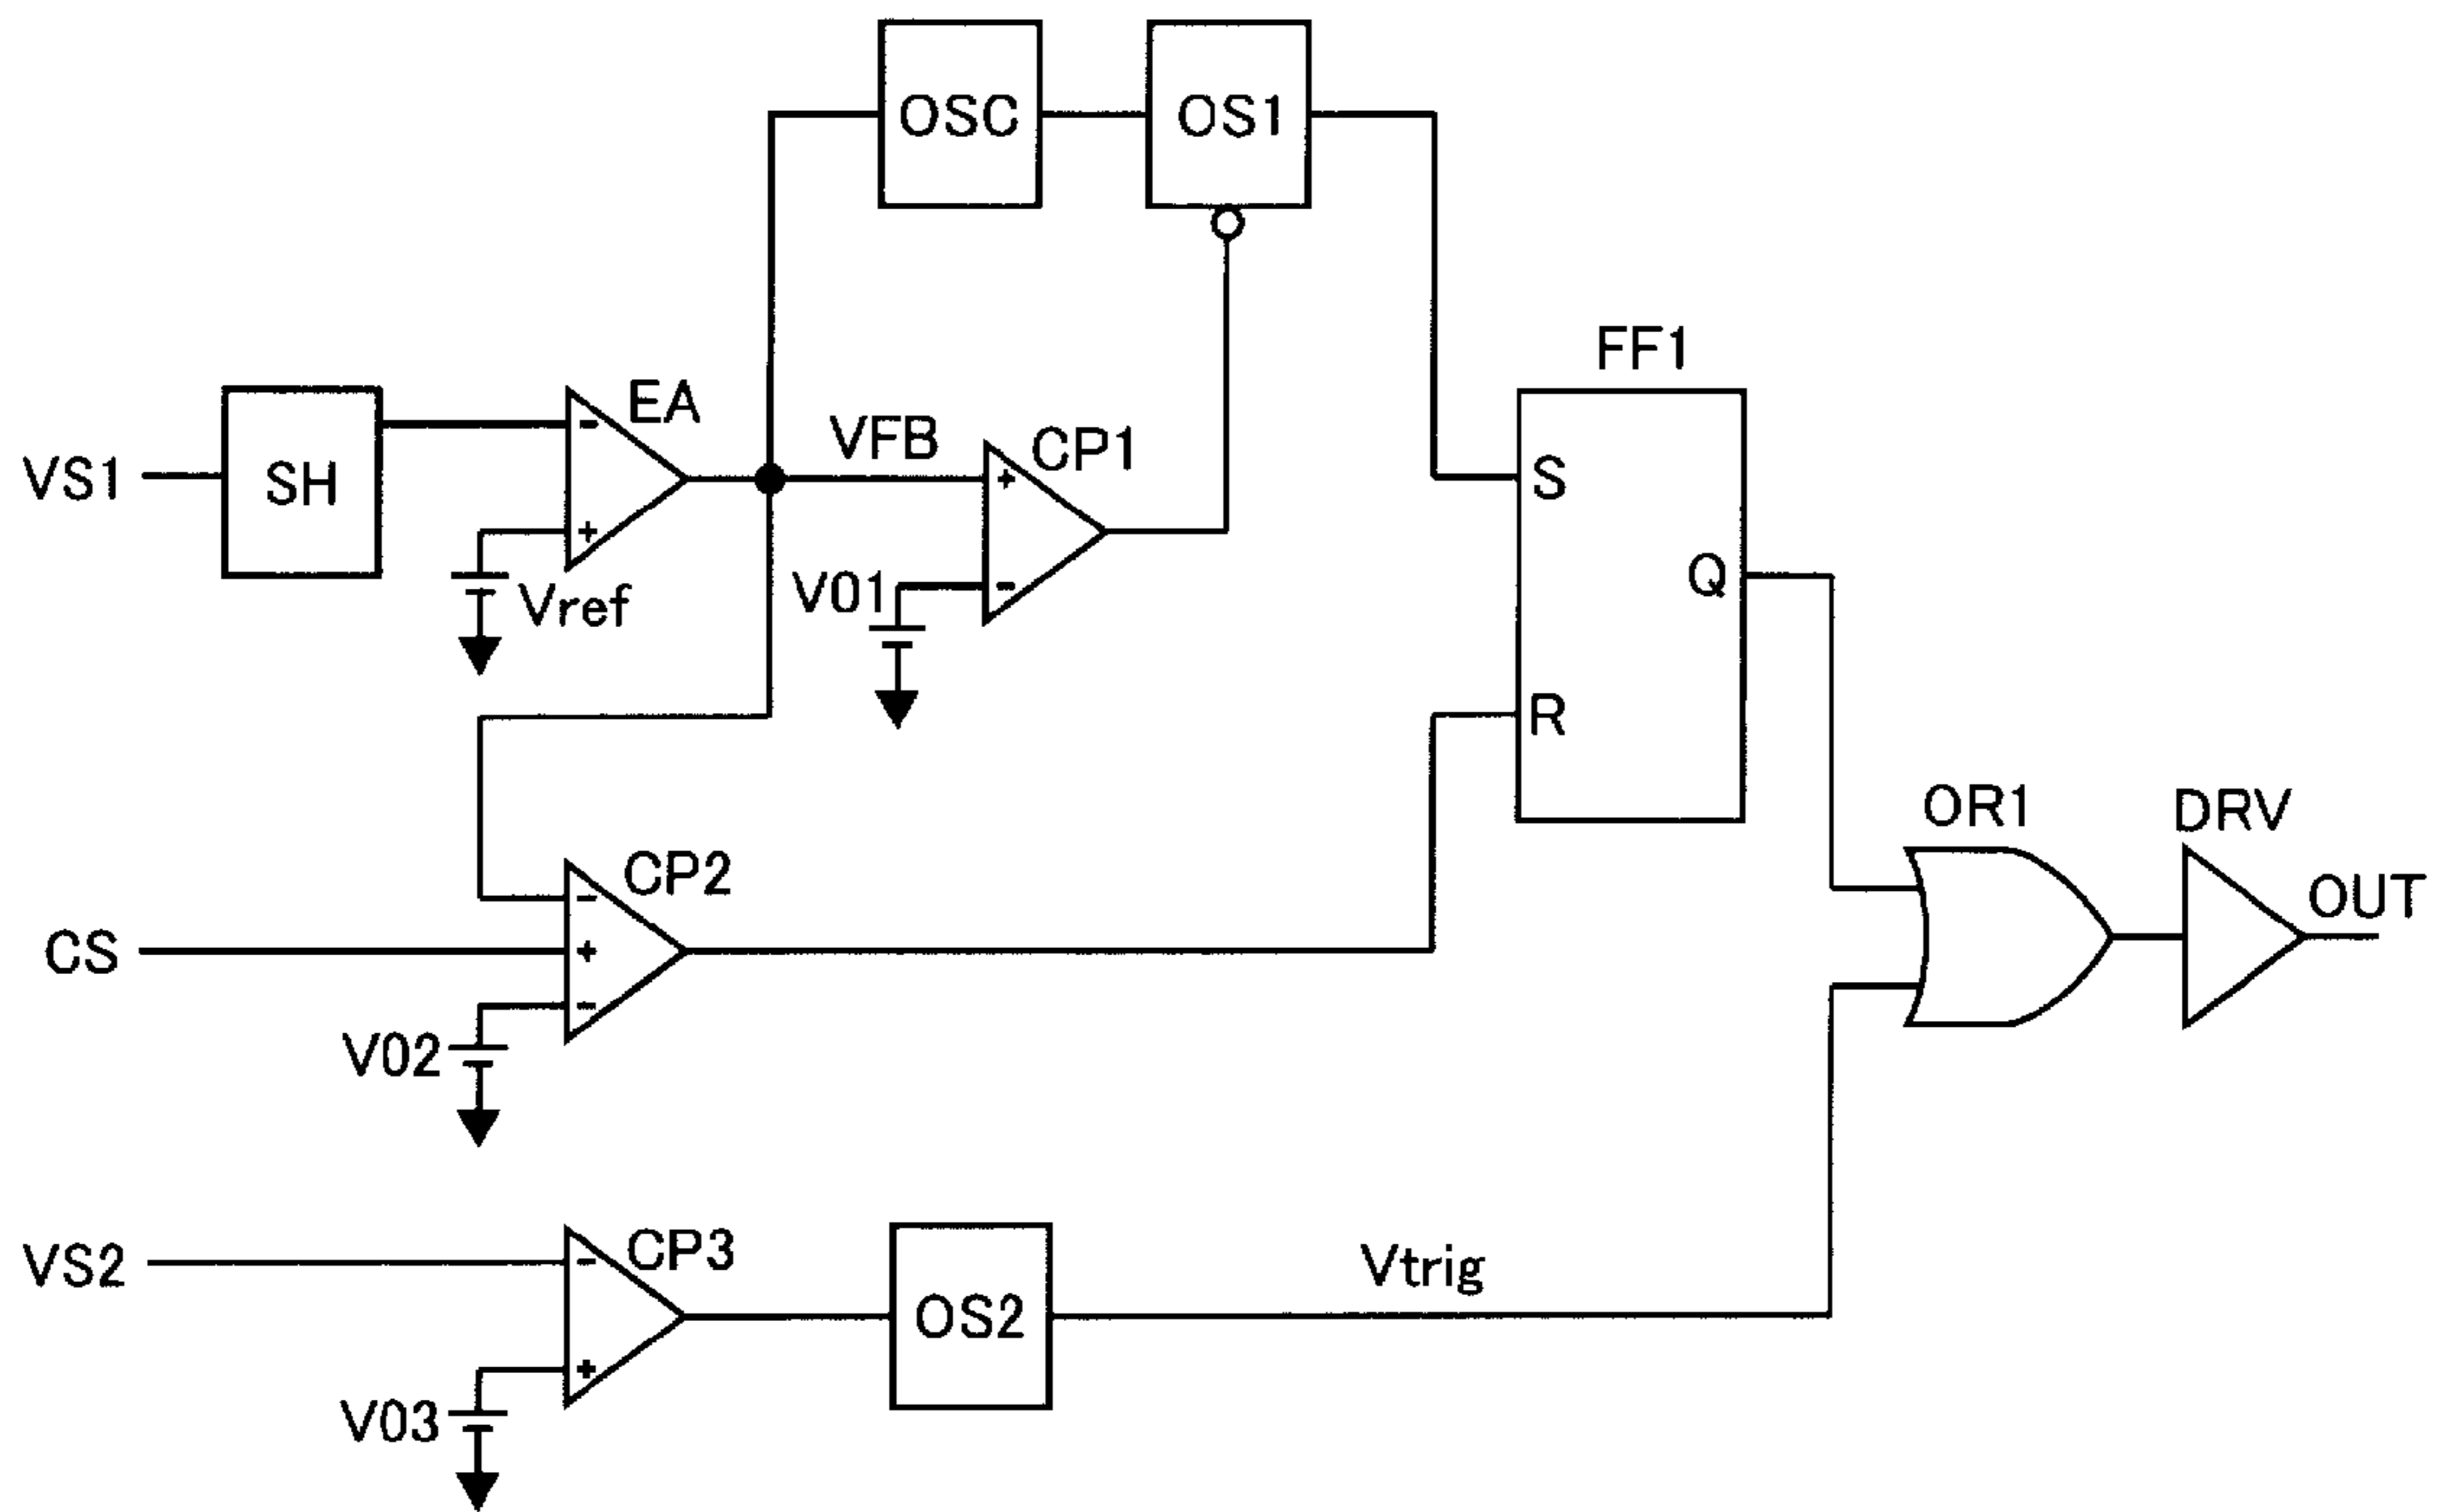 OSC
OS1
FF1
EA
VFB
CP1
VS1
SH
-
+
+
-
S
Vref
V01
Q
R
OR1
DRV
CP2
OUT
-
CS
+
-
V02
VS2
CP3
-
Vtrig
OS2
+
V03